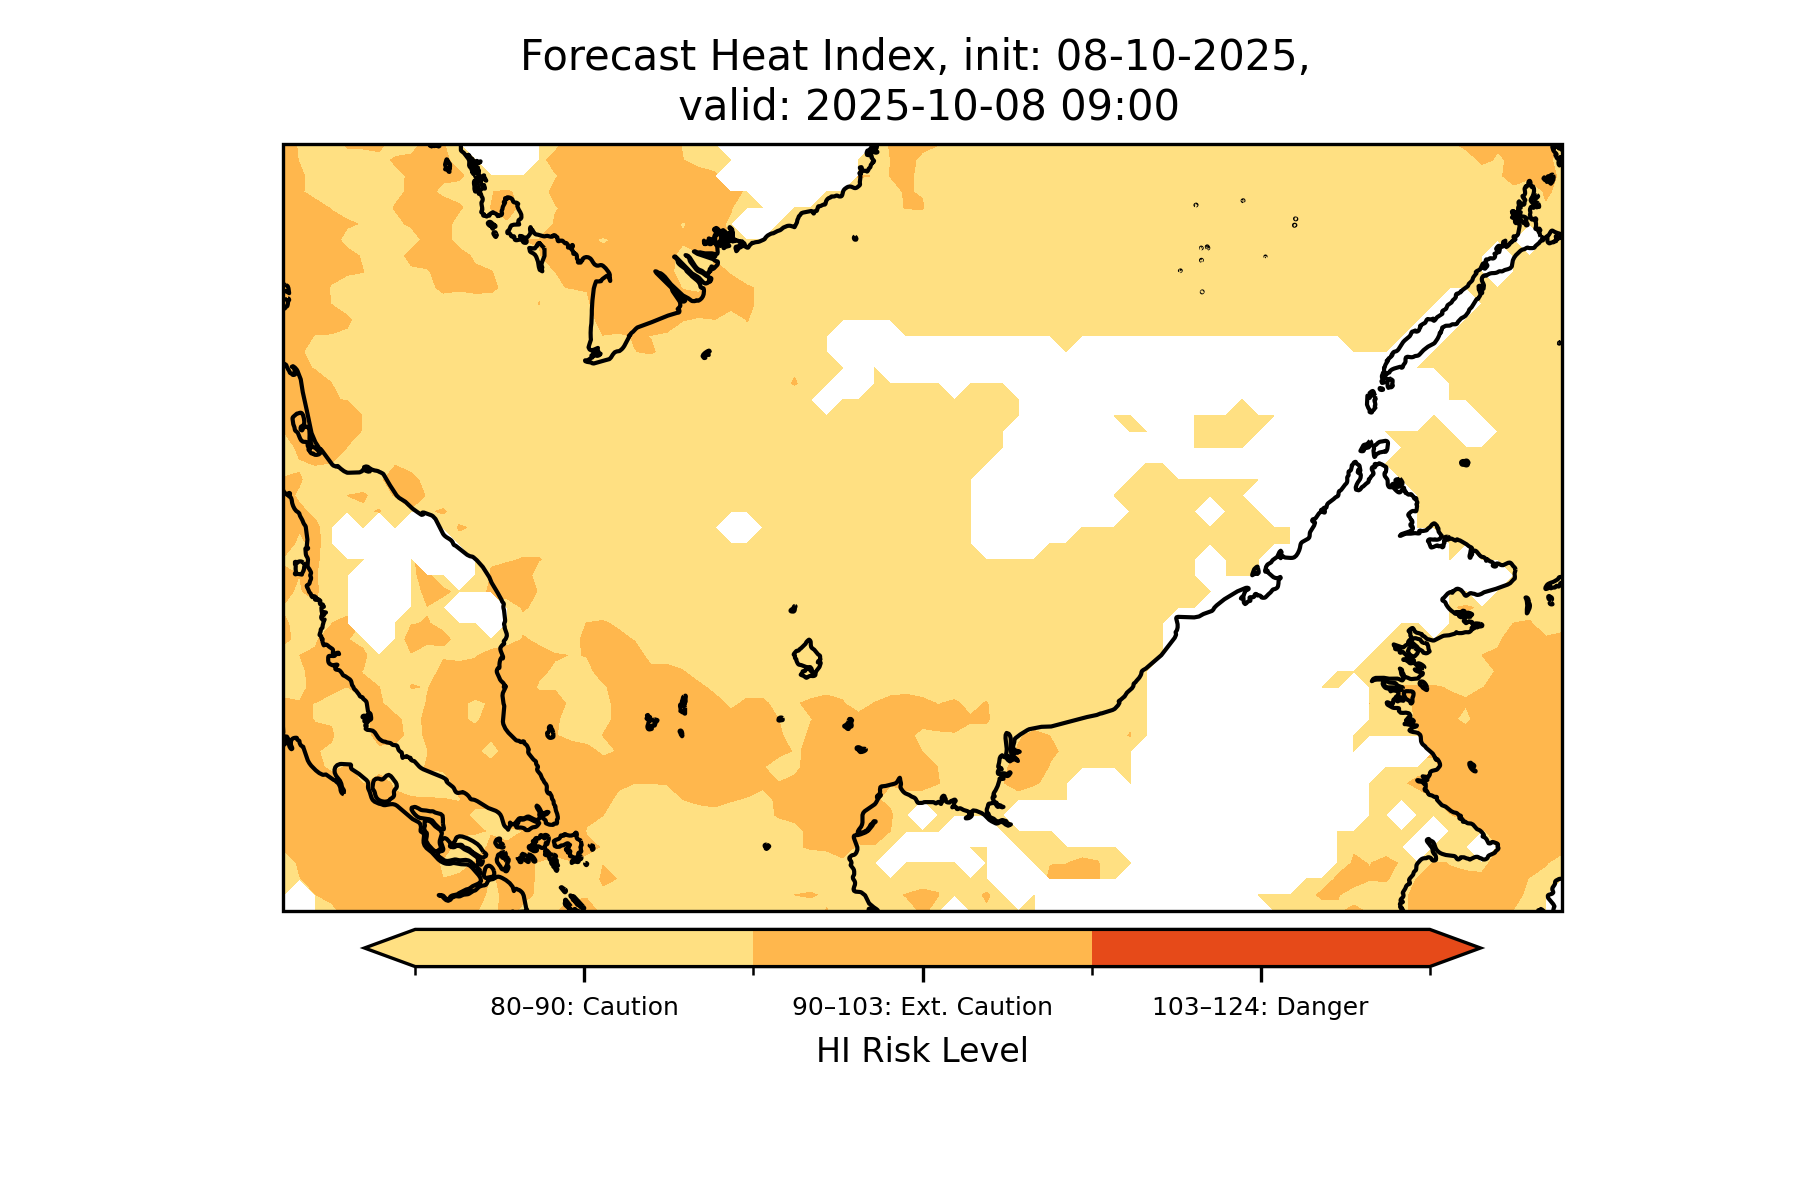 Forecast Heat Index, init: 08-10-2025,
valid: 2025-10-08 09:00
80–90: Caution
90–103: Ext. Caution
103–124: Danger
HI Risk Level